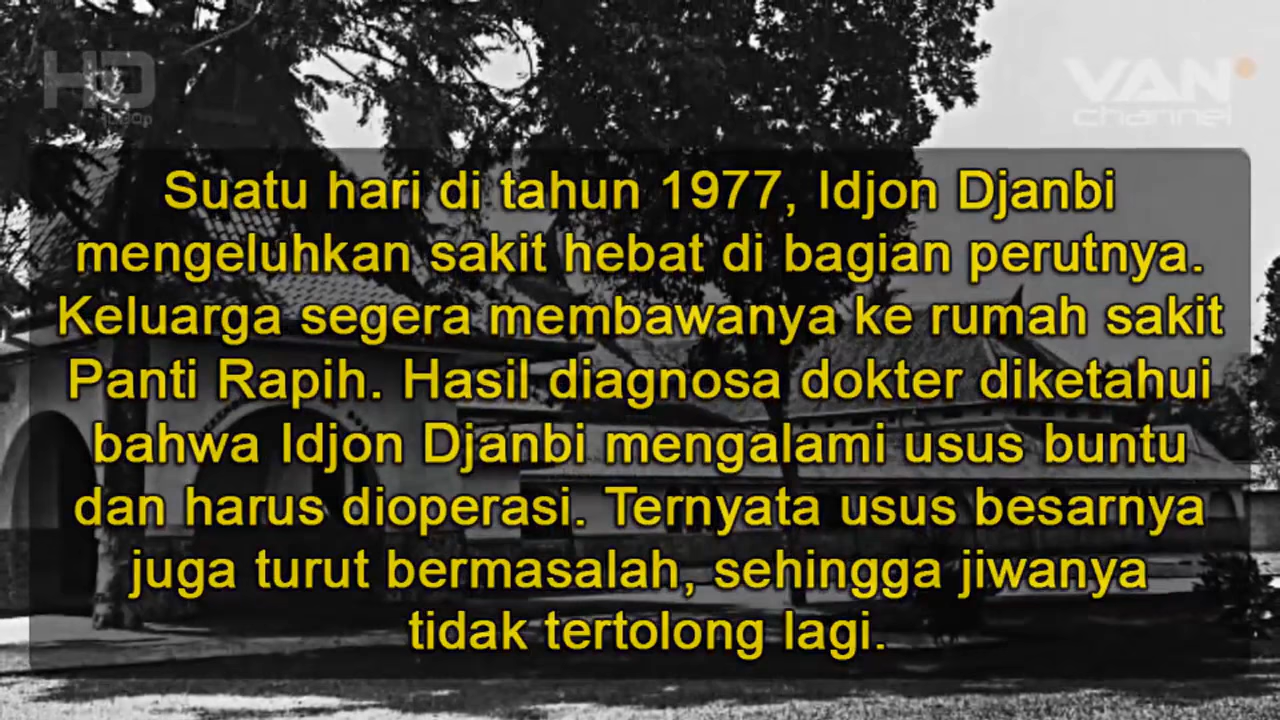 HD
1080p
VAN
channel
Suatu hari di tahun 1977, Idjon Djanbi
mengeluhkan sakit hebat di bagian perutnya.
Keluarga segera membawanya ke rumah sakit
Panti Rapih. Hasil diagnosa dokter diketahui
bahwa Idjon Djanbi mengalami usus buntu
dan harus dioperasi. Ternyata usus besarnya
juga turut bermasalah, sehingga jiwanya
tidak tertolong lagi.